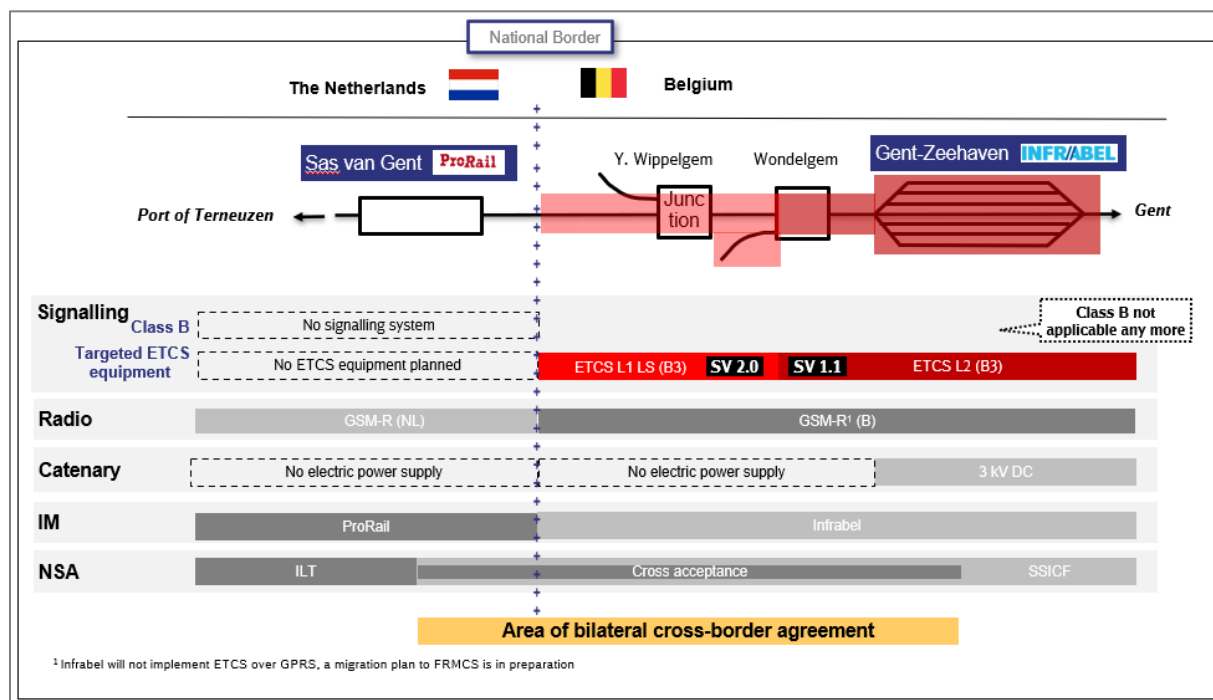 National Border
The Netherlands
Belgium
Sas van Gent ProRail
Y. Wippelgem
Wondelgem
Gent-Zeehaven INFRABEL
Port of Terneuzen
Junc
tion
Gent
Signalling
Class B
No signalling system
Class B not
applicable any more
Targeted ETCS
equipment
No ETCS equipment planned
ETCS L1 LS (B3) SV 2.0 SV 1.1 ETCS L2 (B3)
Radio
GSM-R (NL)
GSM-R¹ (B)
Catenary
No electric power supply
No electric power supply
3 kV DC
IM
ProRail
Infrabel
NSA
ILT
Cross acceptance
SSICF
Area of bilateral cross-border agreement
¹ Infrabel will not implement ETCS over GPRS, a migration plan to FRMCS is in preparation